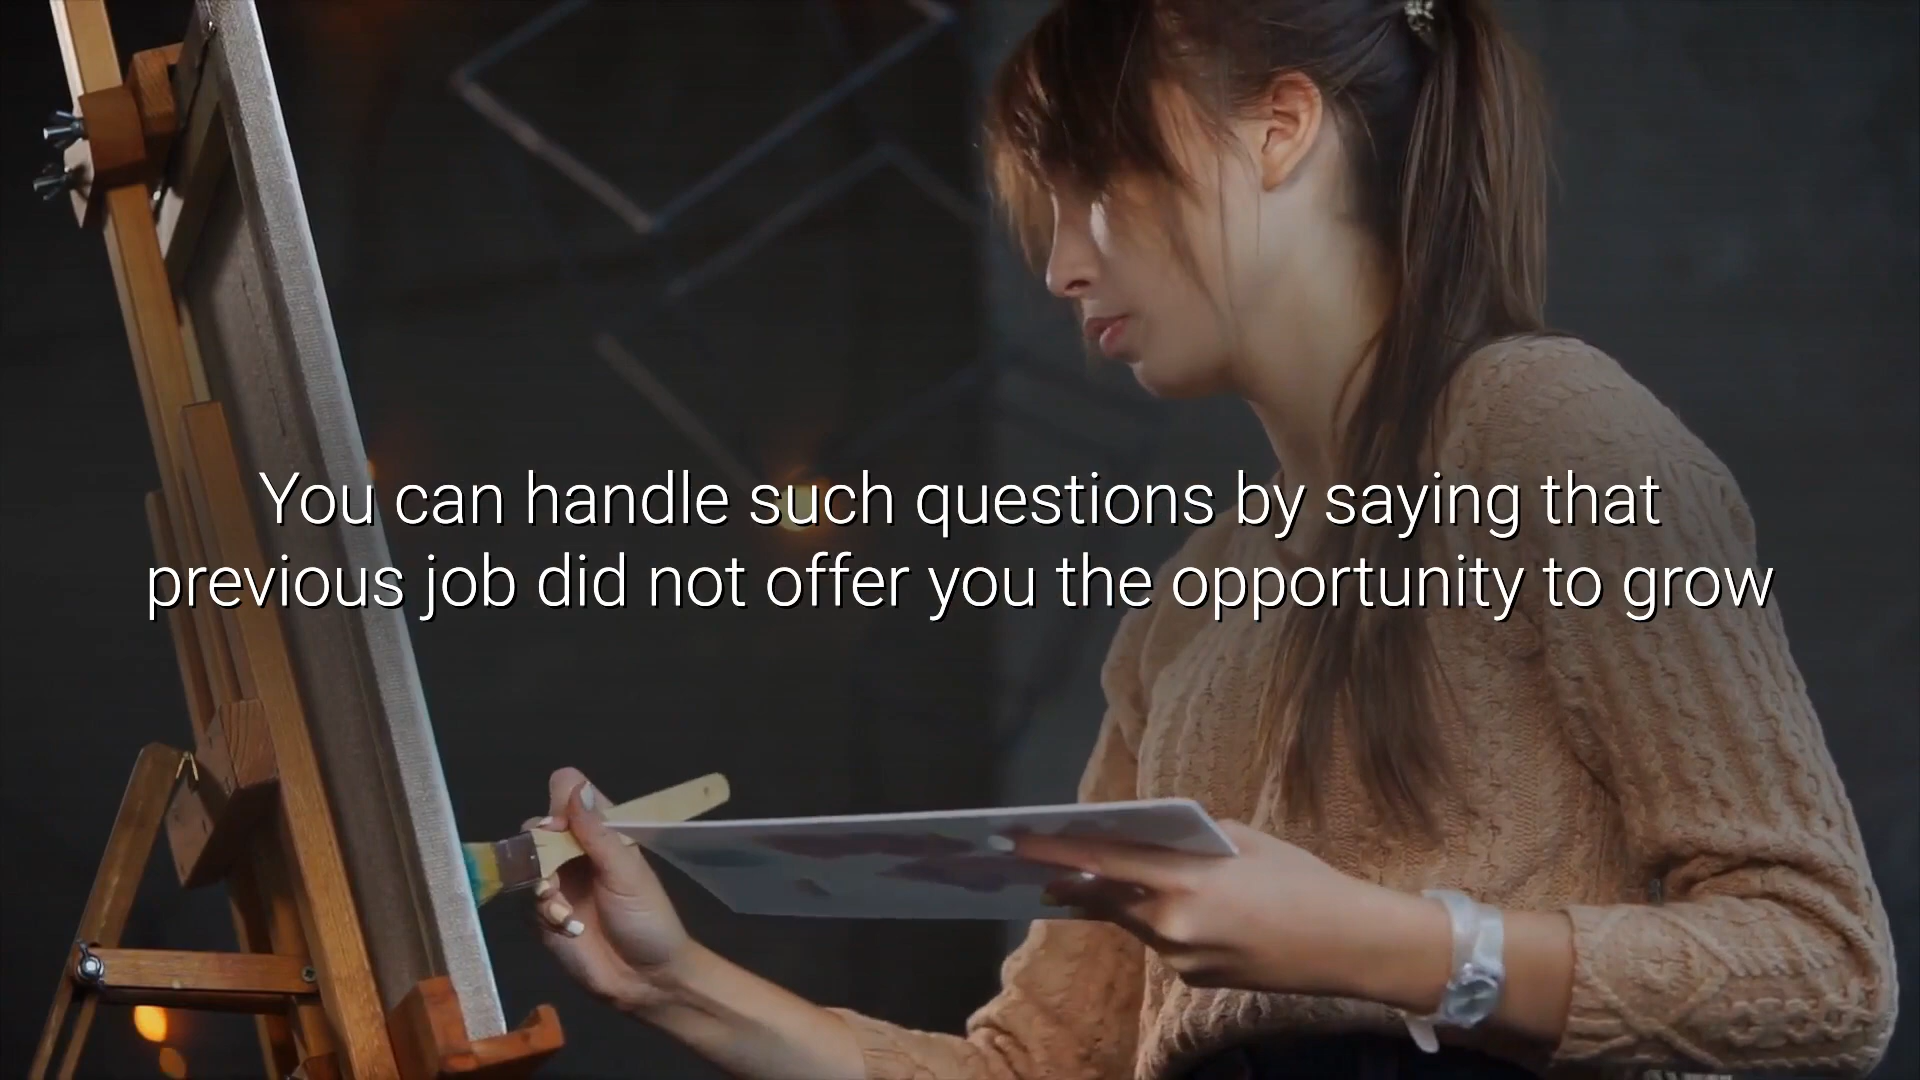 You can handle such questions by saying that
previous job did not offer you the opportunity to grow